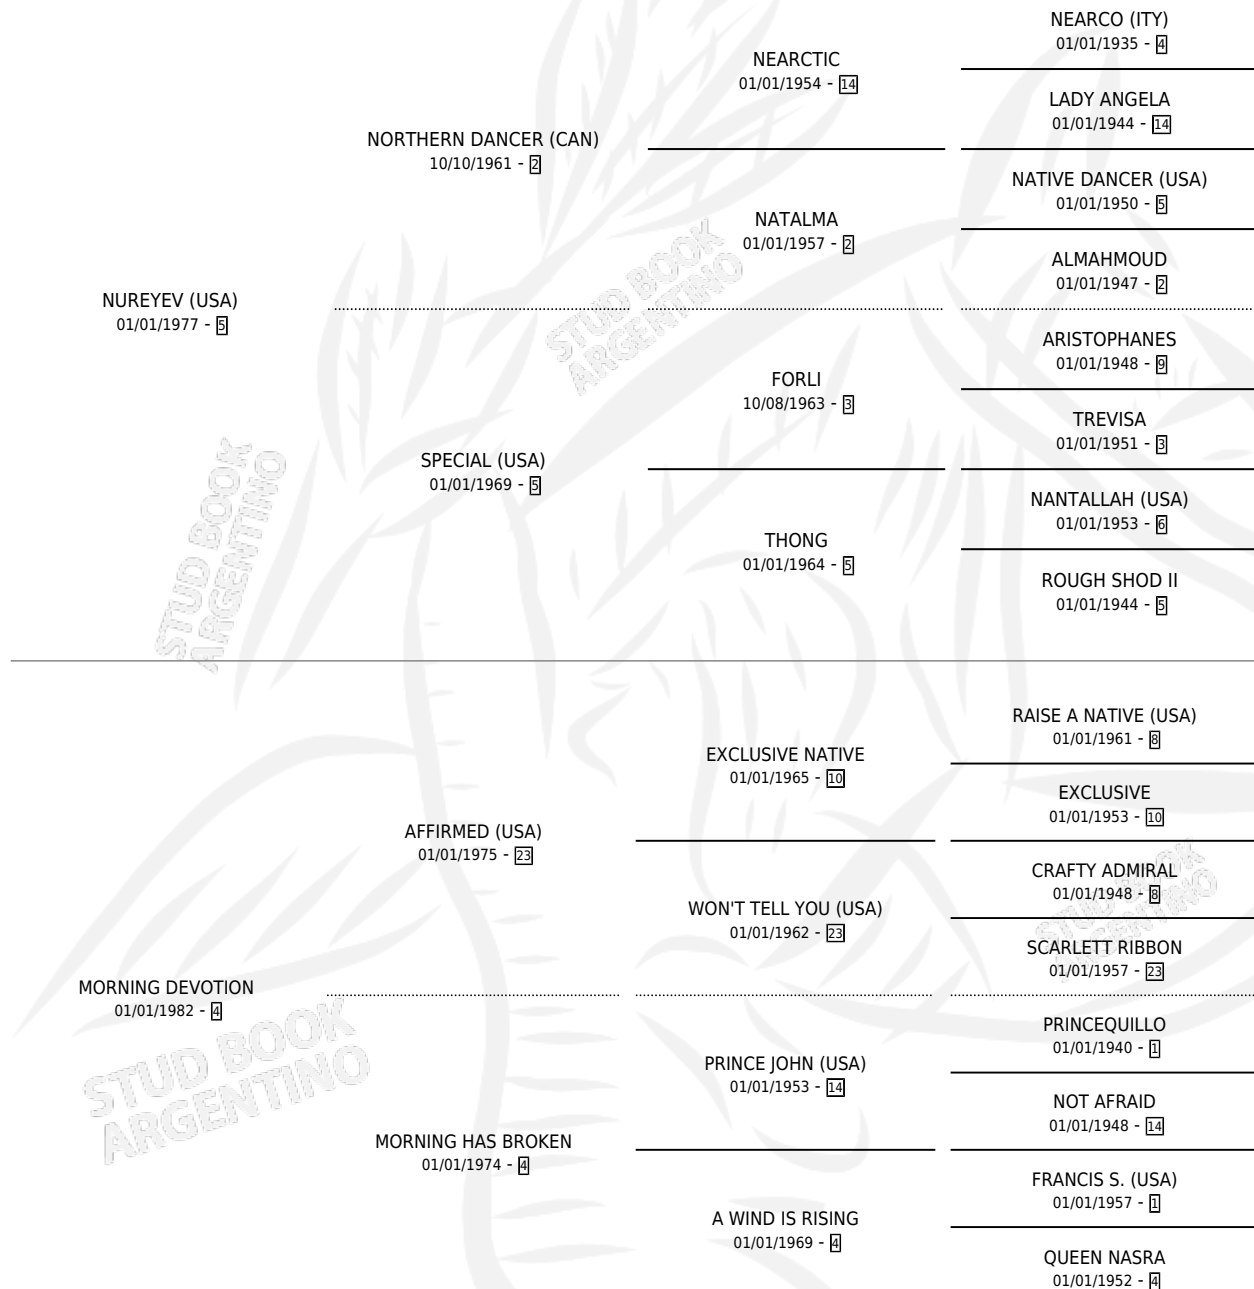 NUREYEV (USA)
01/01/1977 - 5
NORTHERN DANCER (CAN)
10/10/1961 - 2
SPECIAL (USA)
01/01/1969 - 5
NEARCTIC
01/01/1954 - 14
NATALMA
01/01/1957 - 2
FORLI
10/08/1963 - 3
THONG
01/01/1964 - 5
NEARCO (ITY)
01/01/1935 - 4
LADY ANGELA
01/01/1944 - 14
NATIVE DANCER (USA)
01/01/1950 - 5
ALMAHMOUD
01/01/1947 - 2
ARISTOPHANES
01/01/1948 - 9
TREVISA
01/01/1951 - 3
NANTALLAH (USA)
01/01/1953 - 6
ROUGH SHOD II
01/01/1944 - 5
MORNING DEVOTION
01/01/1982 - 4
AFFIRMED (USA)
01/01/1975 - 23
MORNING HAS BROKEN
01/01/1974 - 4
EXCLUSIVE NATIVE
01/01/1965 - 10
WON'T TELL YOU (USA)
01/01/1962 - 23
PRINCE JOHN (USA)
01/01/1953 - 14
A WIND IS RISING
01/01/1969 - 4
RAISE A NATIVE (USA)
01/01/1961 - 8
EXCLUSIVE
01/01/1953 - 10
CRAFTY ADMIRAL
01/01/1948 - 8
SCARLETT RIBBON
01/01/1957 - 23
PRINCEQUILLO
01/01/1940 - 1
NOT AFRAID
01/01/1948 - 14
FRANCIS S. (USA)
01/01/1957 - 1
QUEEN NASRA
01/01/1952 - 4
STUD BOOK
ARGENTINO
STUD BOOK
ARGENTINO
STUD BOOK
ARGENTINO
STUD BOOK
ARGENTINO